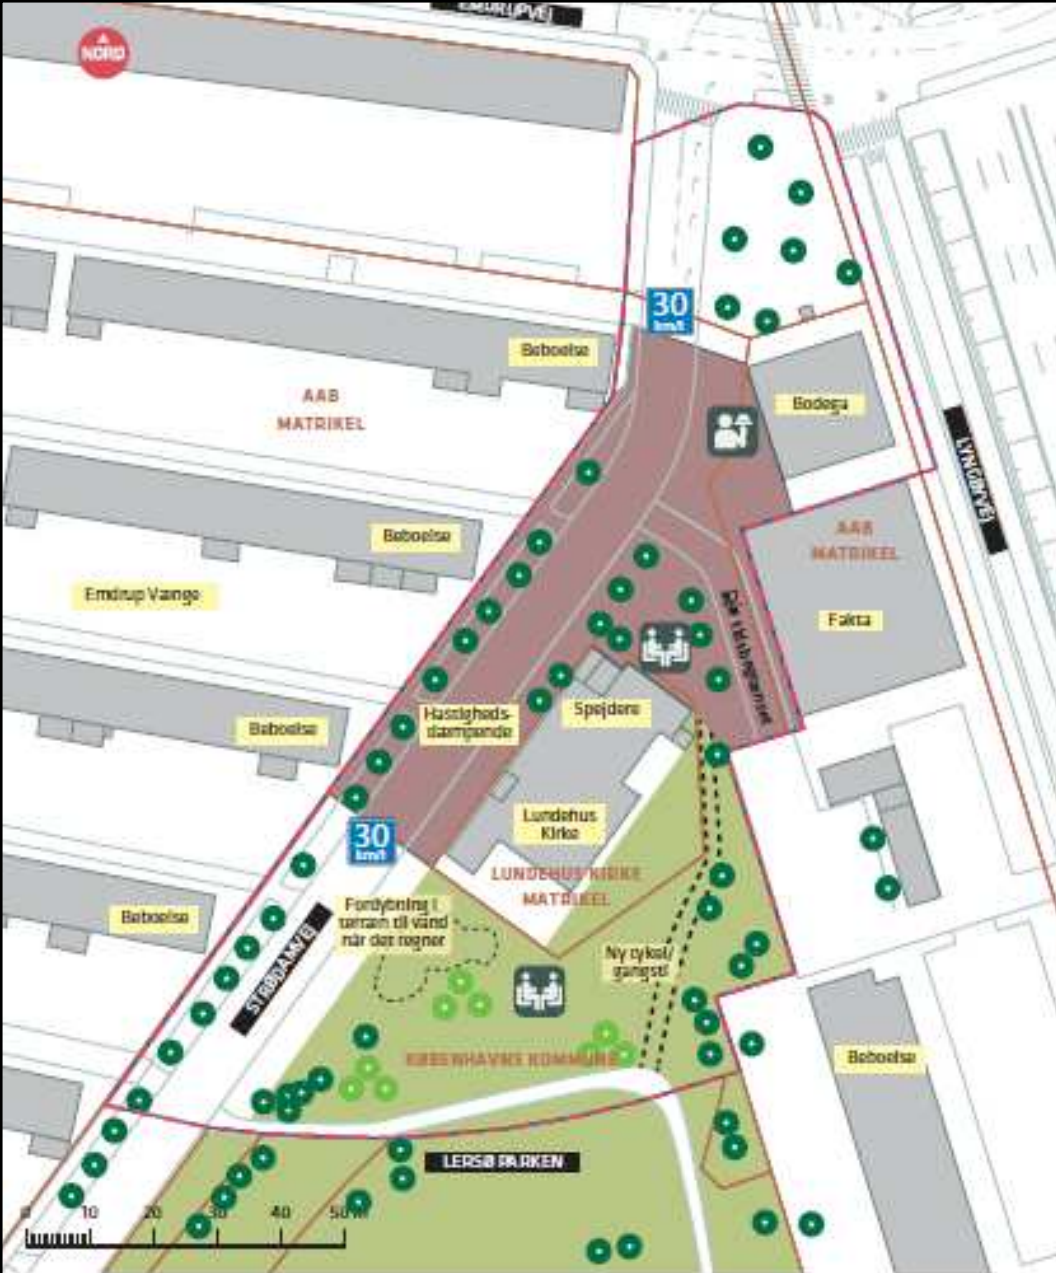 EMDRUPVEJ
NORD
30
km/t
Beboelse
AAB
MATRIKEL
Bodega
LYNGBYVEJ
Beboelse
AAB
MATRIKEL
Emdrup Vænge
Fakta
Beboelse
Hastigheds-
dæmpende
Spejdere
30
km/t
Lundehus
Kirke
LUNDEHUS KIRKE
MATRIKEL
Beboelse
Fordybning i
terræn til vand
når det regner
STRØDAMVEJ
Ny cykel/
gangsti
KØBENHAVNS KOMMUNE
Beboelse
LERSØ PARKEN
0 10 20 30 40 50 m